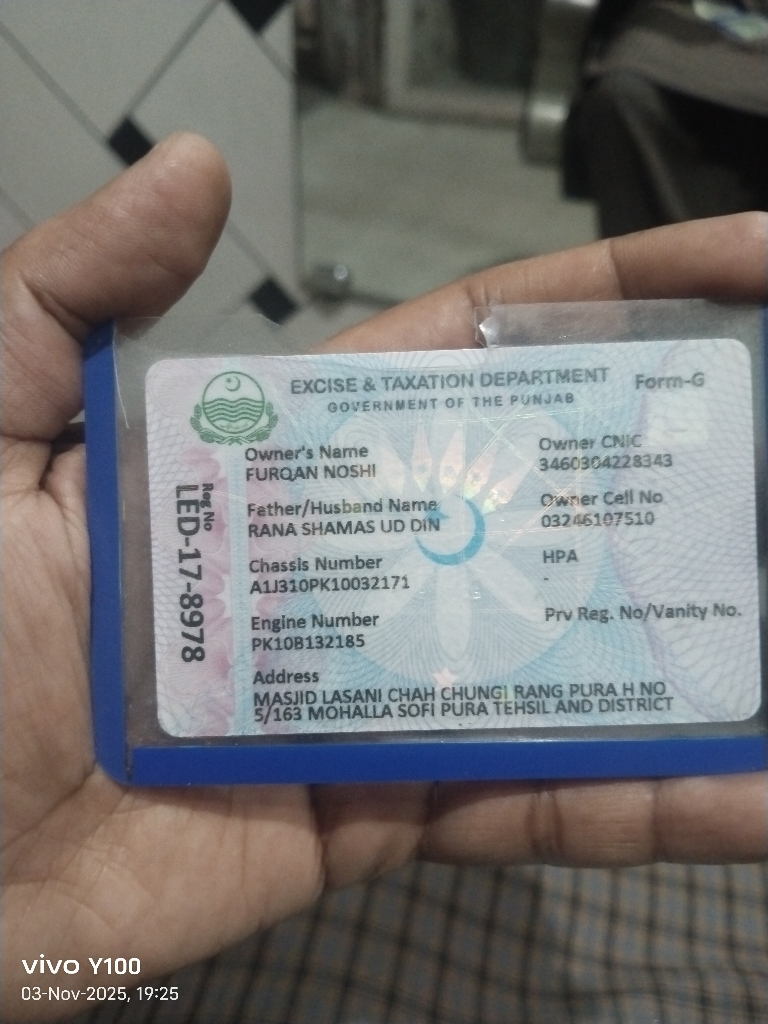 EXCISE & TAXATION DEPARTMENT
Form-G
GOVERNMENT OF THE PUNJAB
Owner's Name
FURQAN NOSHI
Owner CNIC
3460304228343
Father/Husband Name
RANA SHAMAS UD DIN
Owner Cell No
03246107510
Chassis Number
A1J310PK10032171
HPA
-
Engine Number
PK10B132185
Prv Reg. No/Vanity No.
Address
MASJID LASANI CHAH CHUNGI RANG PURA H NO
5/163 MOHALLA SOFI PURA TEHSIL AND DISTRICT
Reg No
LED-17-8978
vivo Y100
03-Nov-2025, 19:25